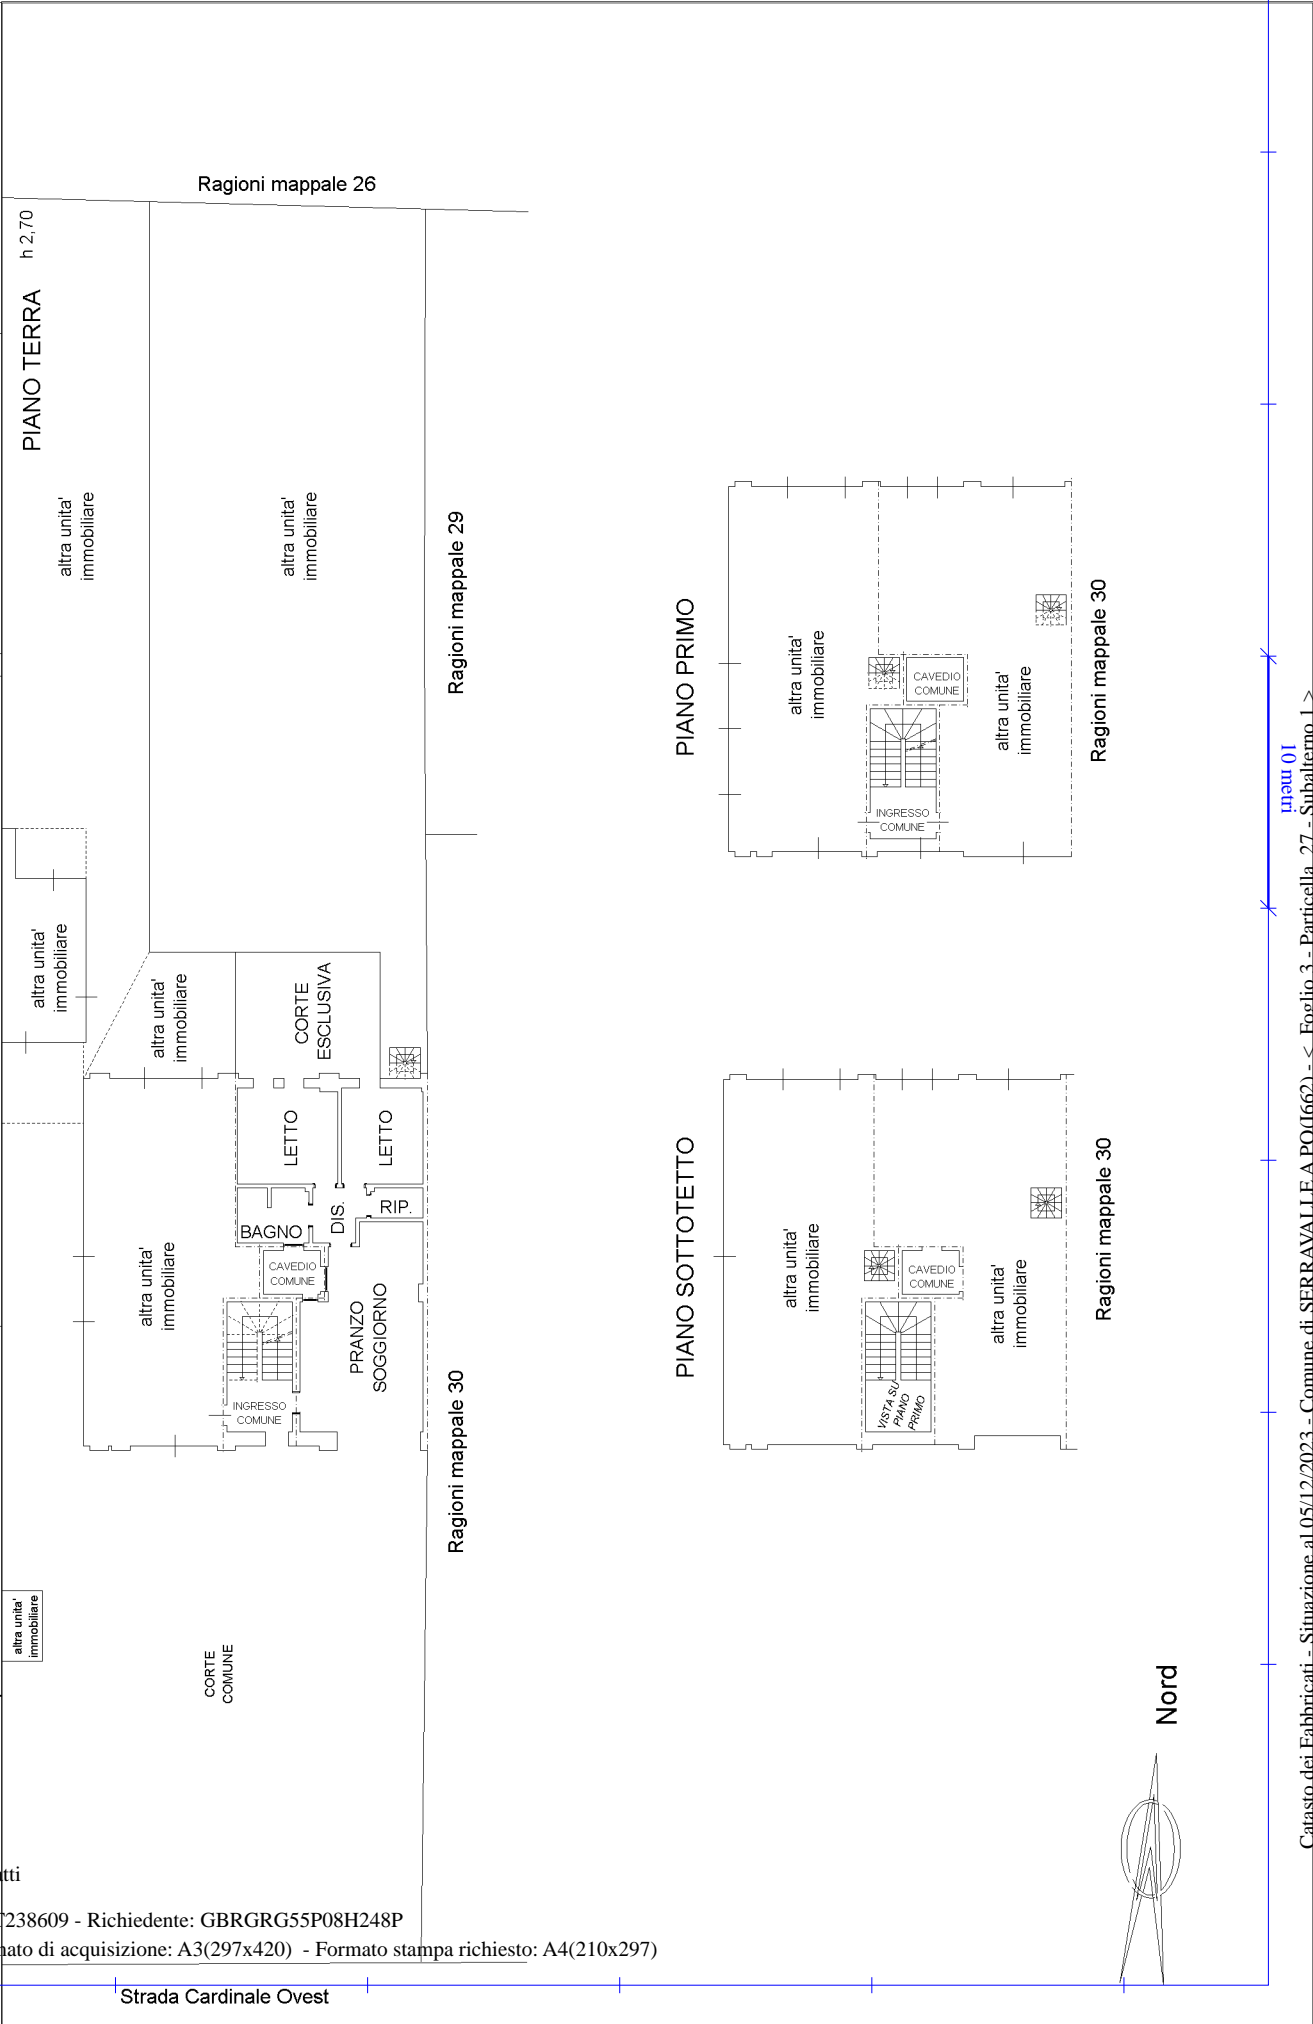 Ragioni mappale 26
PIANO TERRA h 2,70
altra unita'
immobiliare
altra unita'
immobiliare
Ragioni mappale 29
altra unita'
immobiliare
altra unita'
immobiliare
CORTE
ESCLUSIVA
LETTO
LETTO
BAGNO
DIS.
RIP.
altra unita'
immobiliare
CAVEDIO
COMUNE
PRANZO
SOGGIORNO
INGRESSO
COMUNE
Ragioni mappale 30
altra unita'
immobiliare
CORTE
COMUNE
PIANO PRIMO
altra unita'
immobiliare
CAVEDIO
COMUNE
altra unita'
immobiliare
INGRESSO
COMUNE
Ragioni mappale 30
PIANO SOTTOTETTO
altra unita'
immobiliare
CAVEDIO
COMUNE
altra unita'
immobiliare
VISTA SU
PIANO
PRIMO
Ragioni mappale 30
Nord
10 metri
Catasto dei Fabbricati - Situazione al 05/12/2023 - Comune di SERRAVALLE A PO(I662) - < Foglio 3 - Particella 27 - Subalterno 1 >
tti
T238609 - Richiedente: GBRGRG55P08H248P
mato di acquisizione: A3(297x420) - Formato stampa richiesto: A4(210x297)
Strada Cardinale Ovest